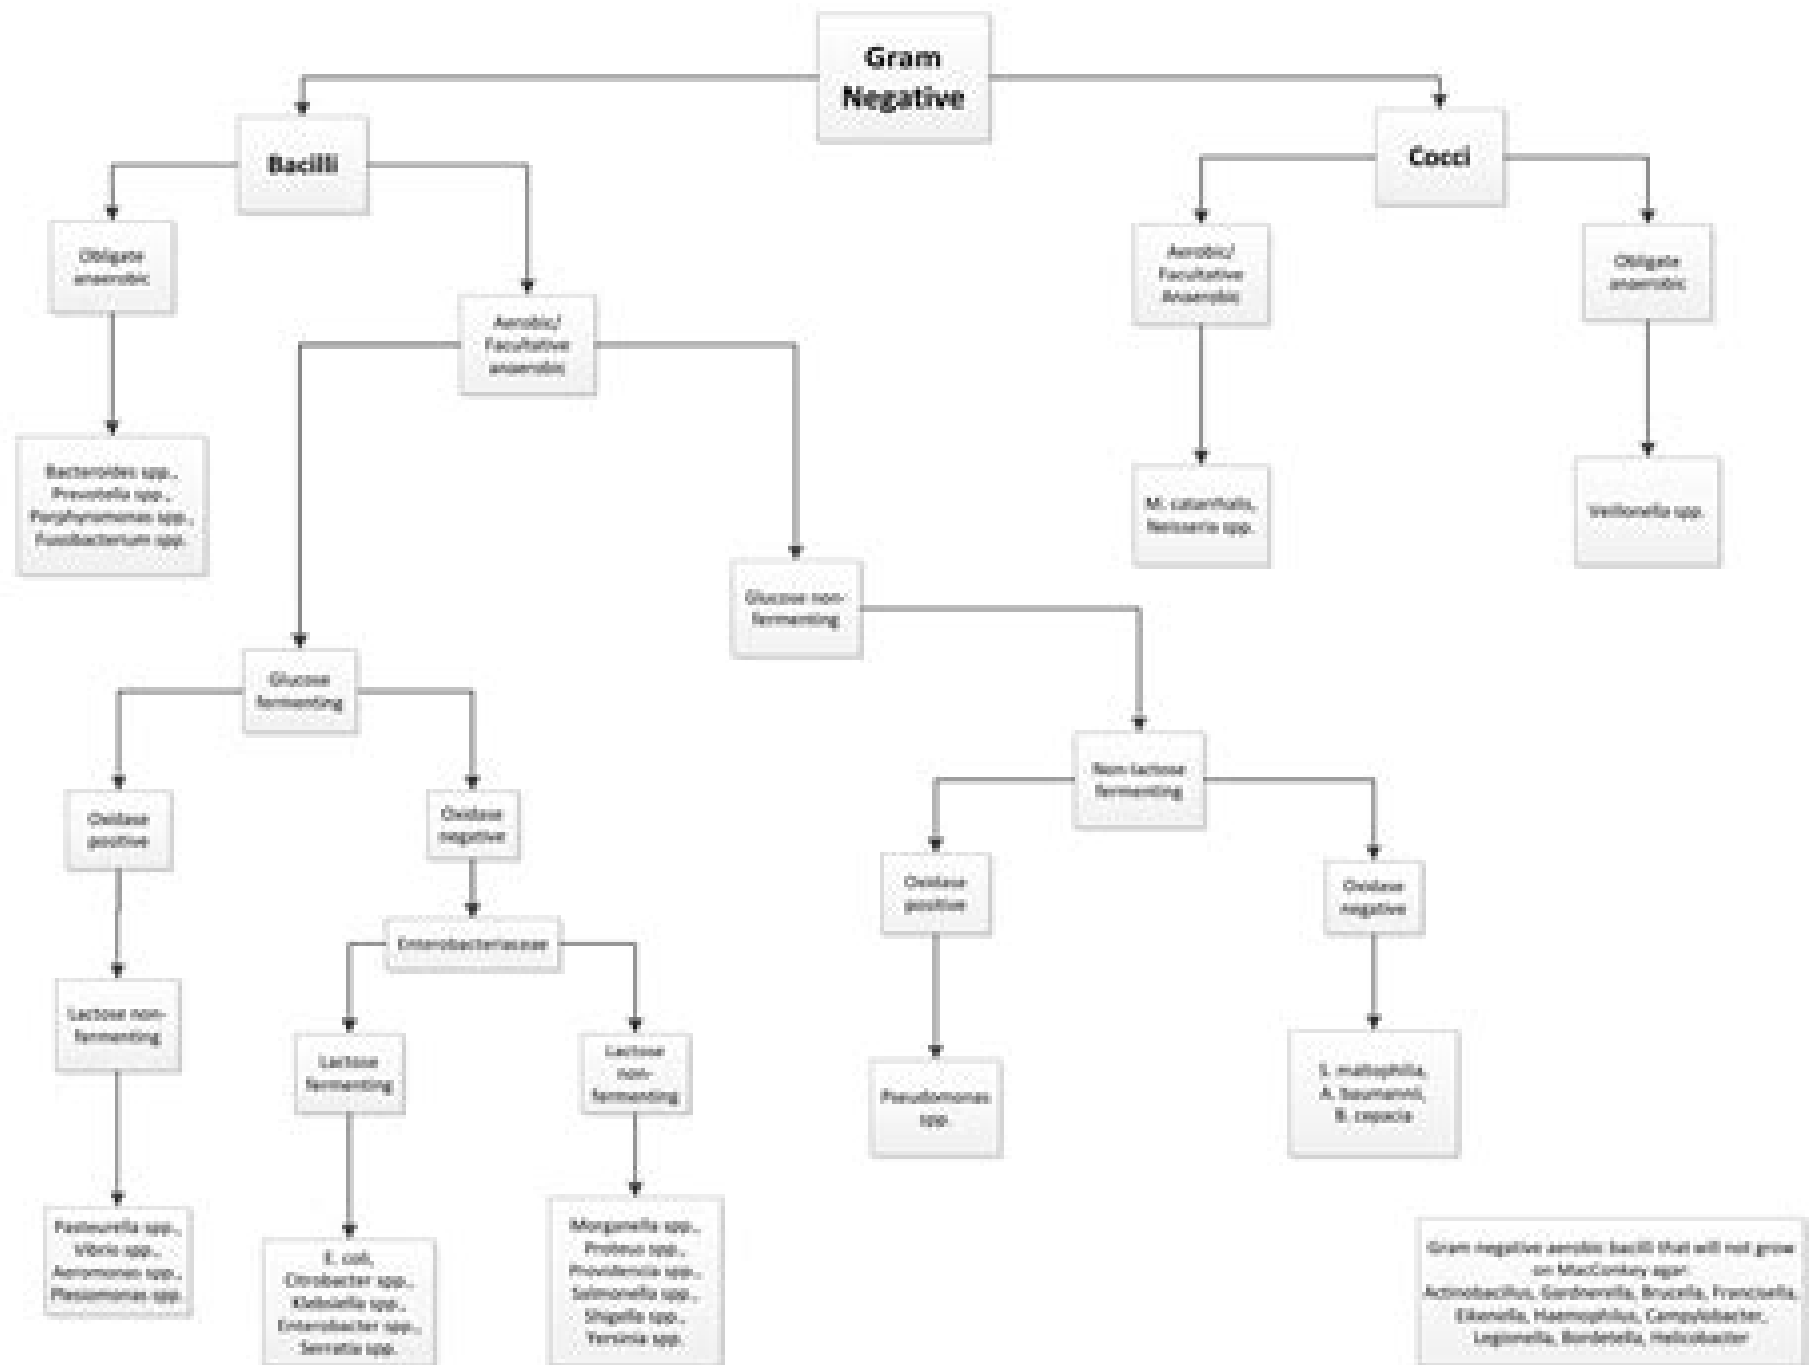 Gram
Negative
Bacilli
Cocci
Obligate
anaerobic
Aerobic/
Facultative
anaerobic
Aerobic/
Facultative
Anaerobic
Obligate
anaerobic
Bacteroides spp.,
Prevotella spp.,
Porphyromonas spp.,
Fusobacterium spp.
M. catarrhalis,
Neisseria spp.
Veillonella spp.
Glucose non-
fermenting
Glucose
fermenting
Non-lactose
fermenting
Oxidase
positive
Oxidase
negative
Oxidase
positive
Oxidase
negative
Enterobacteriaceae
Lactose non-
fermenting
Lactose
fermenting
Lactose
non-
fermenting
Pseudomonas
spp.
S. maltophilia,
A. baumannii,
B. cepacia
Pasteurella spp.,
Vibrio spp.,
Aeromonas spp.,
Plesiomonas spp.
E. coli,
Citrobacter spp.,
Klebsiella spp.,
Enterobacter spp.,
Serratia spp.
Morganella spp.,
Proteus spp.,
Providencia spp.,
Salmonella spp.,
Shigella spp.,
Yersinia spp.
Gram negative aerobic bacilli that will not grow
on MacConkey agar:
Actinobacillus, Gardnerella, Brucella, Francisella,
Eikenella, Haemophilus, Campylobacter,
Legionella, Bordetella, Helicobacter